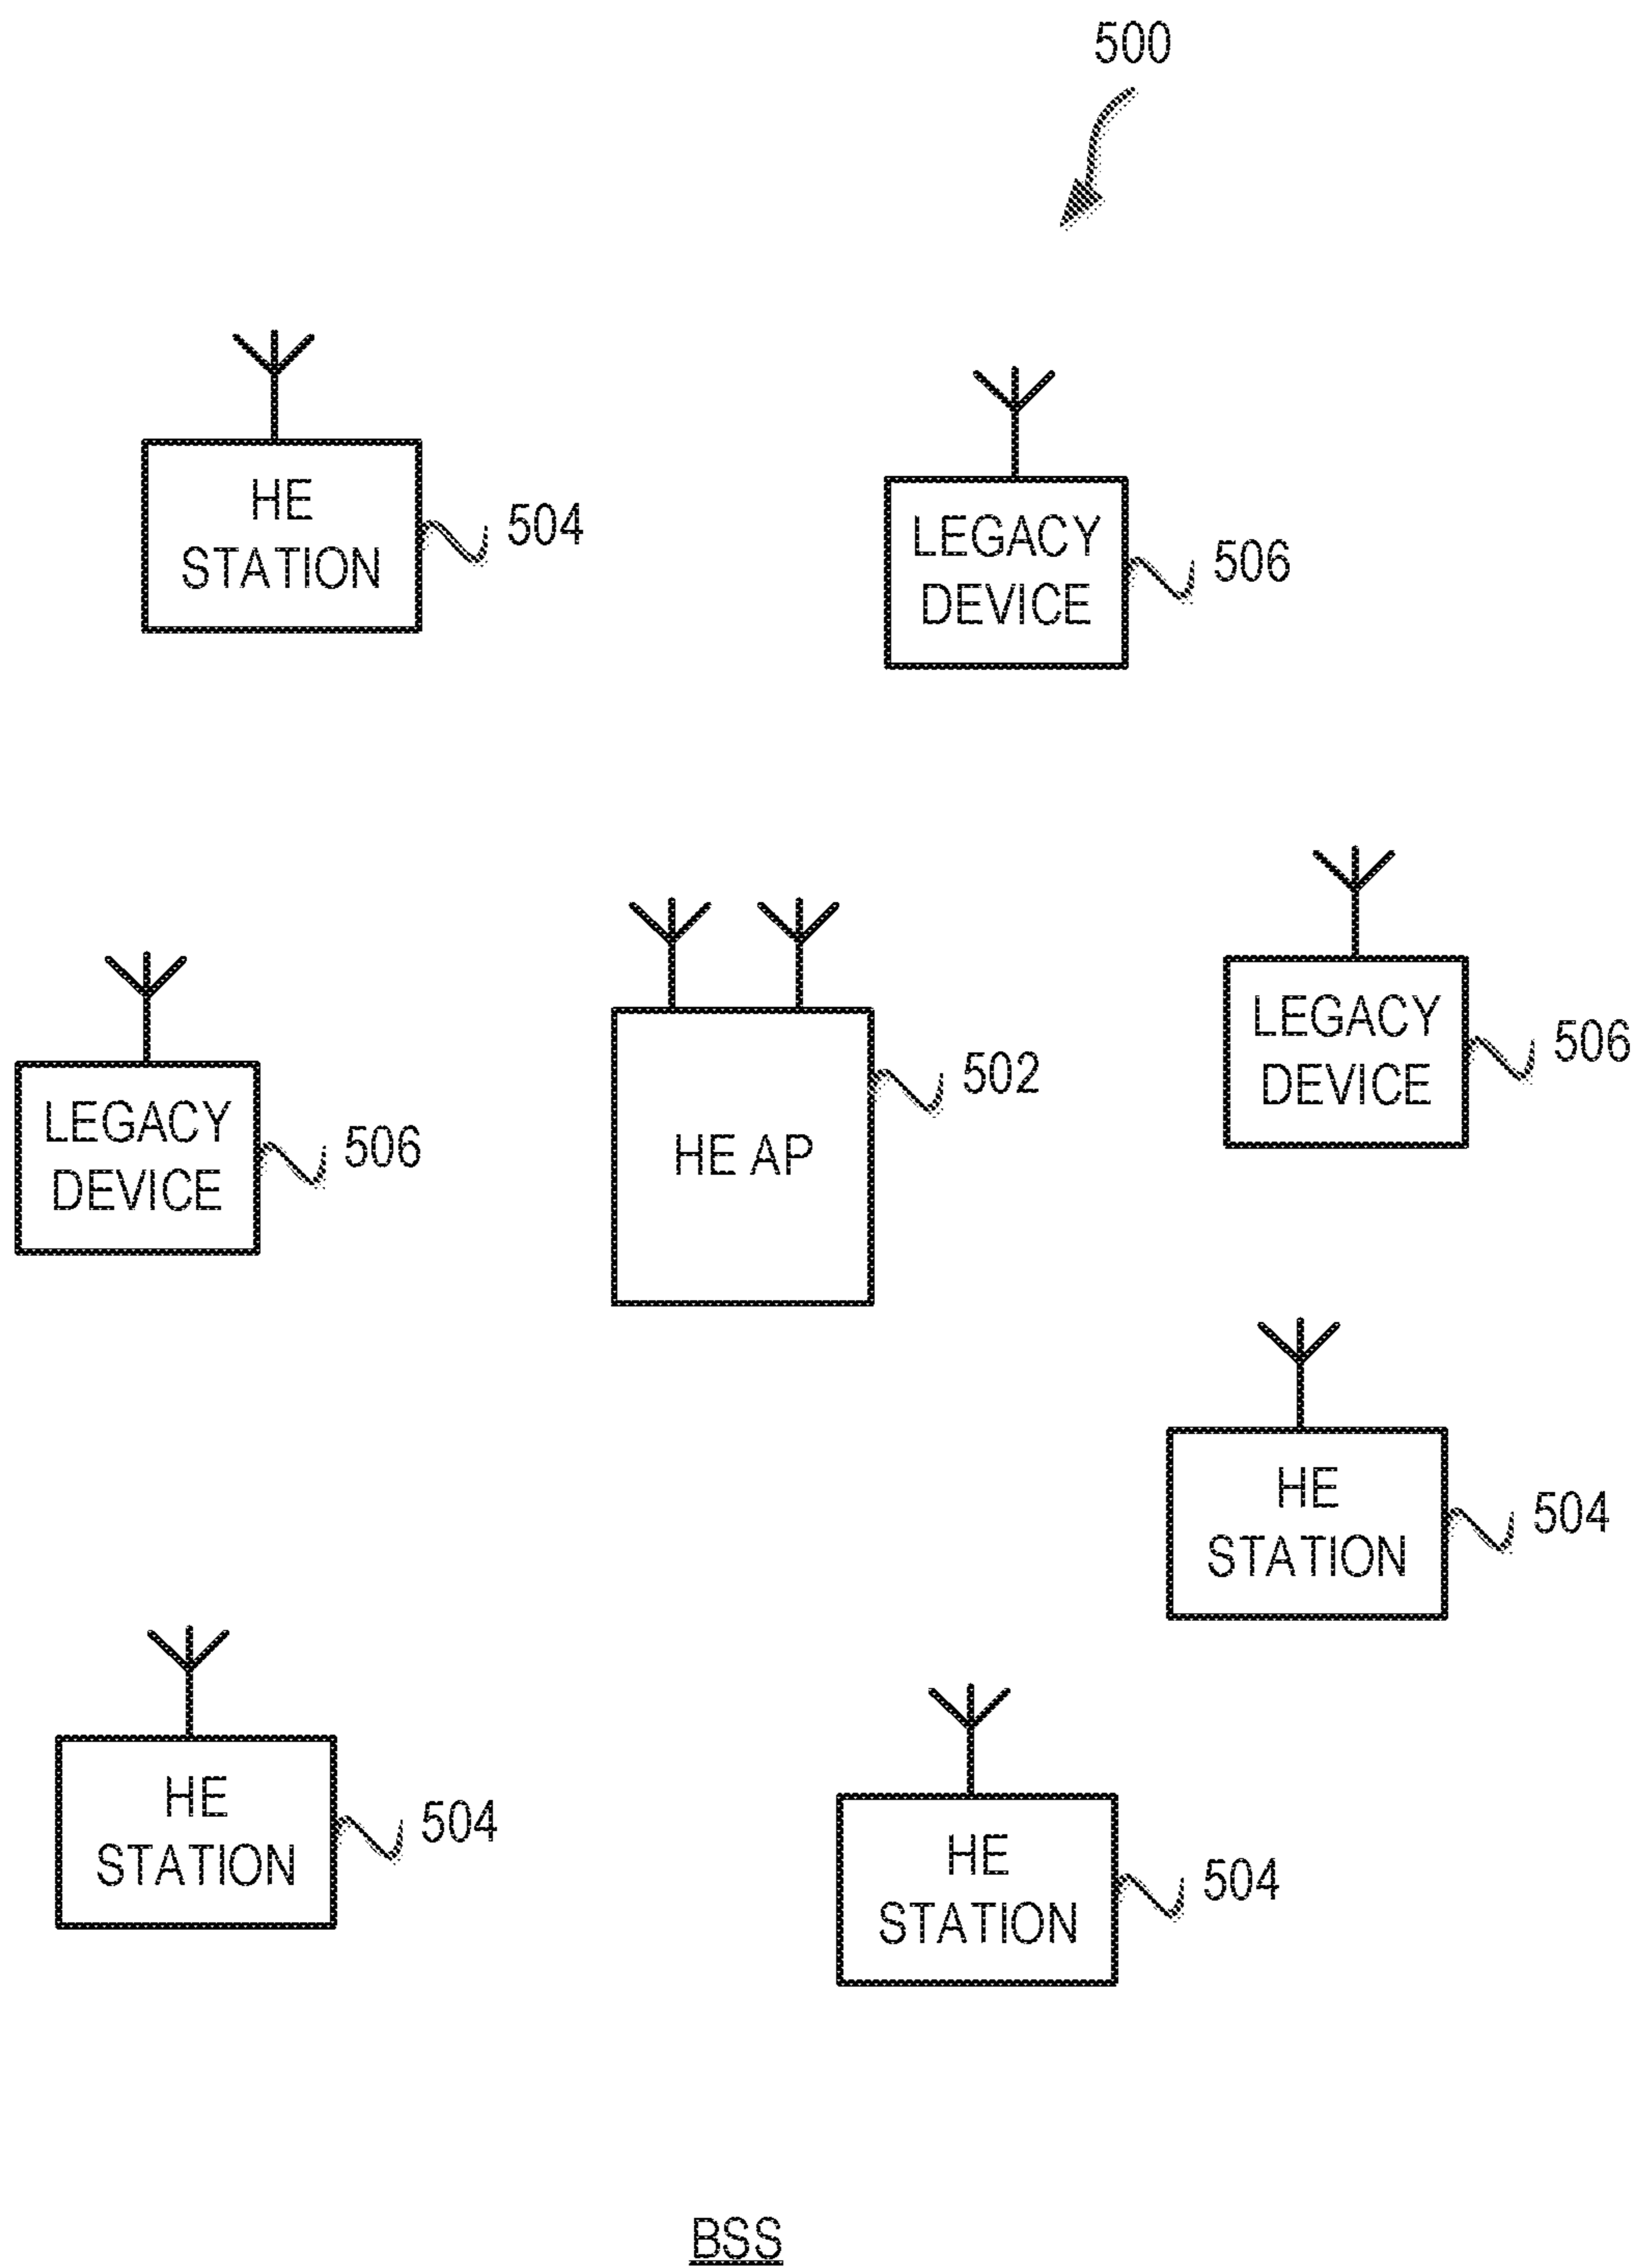 500
HE
STATION
504
LEGACY
DEVICE
506
LEGACY
DEVICE
506
HE AP
502
LEGACY
DEVICE
506
HE
STATION
504
HE
STATION
504
HE
STATION
504
BSS